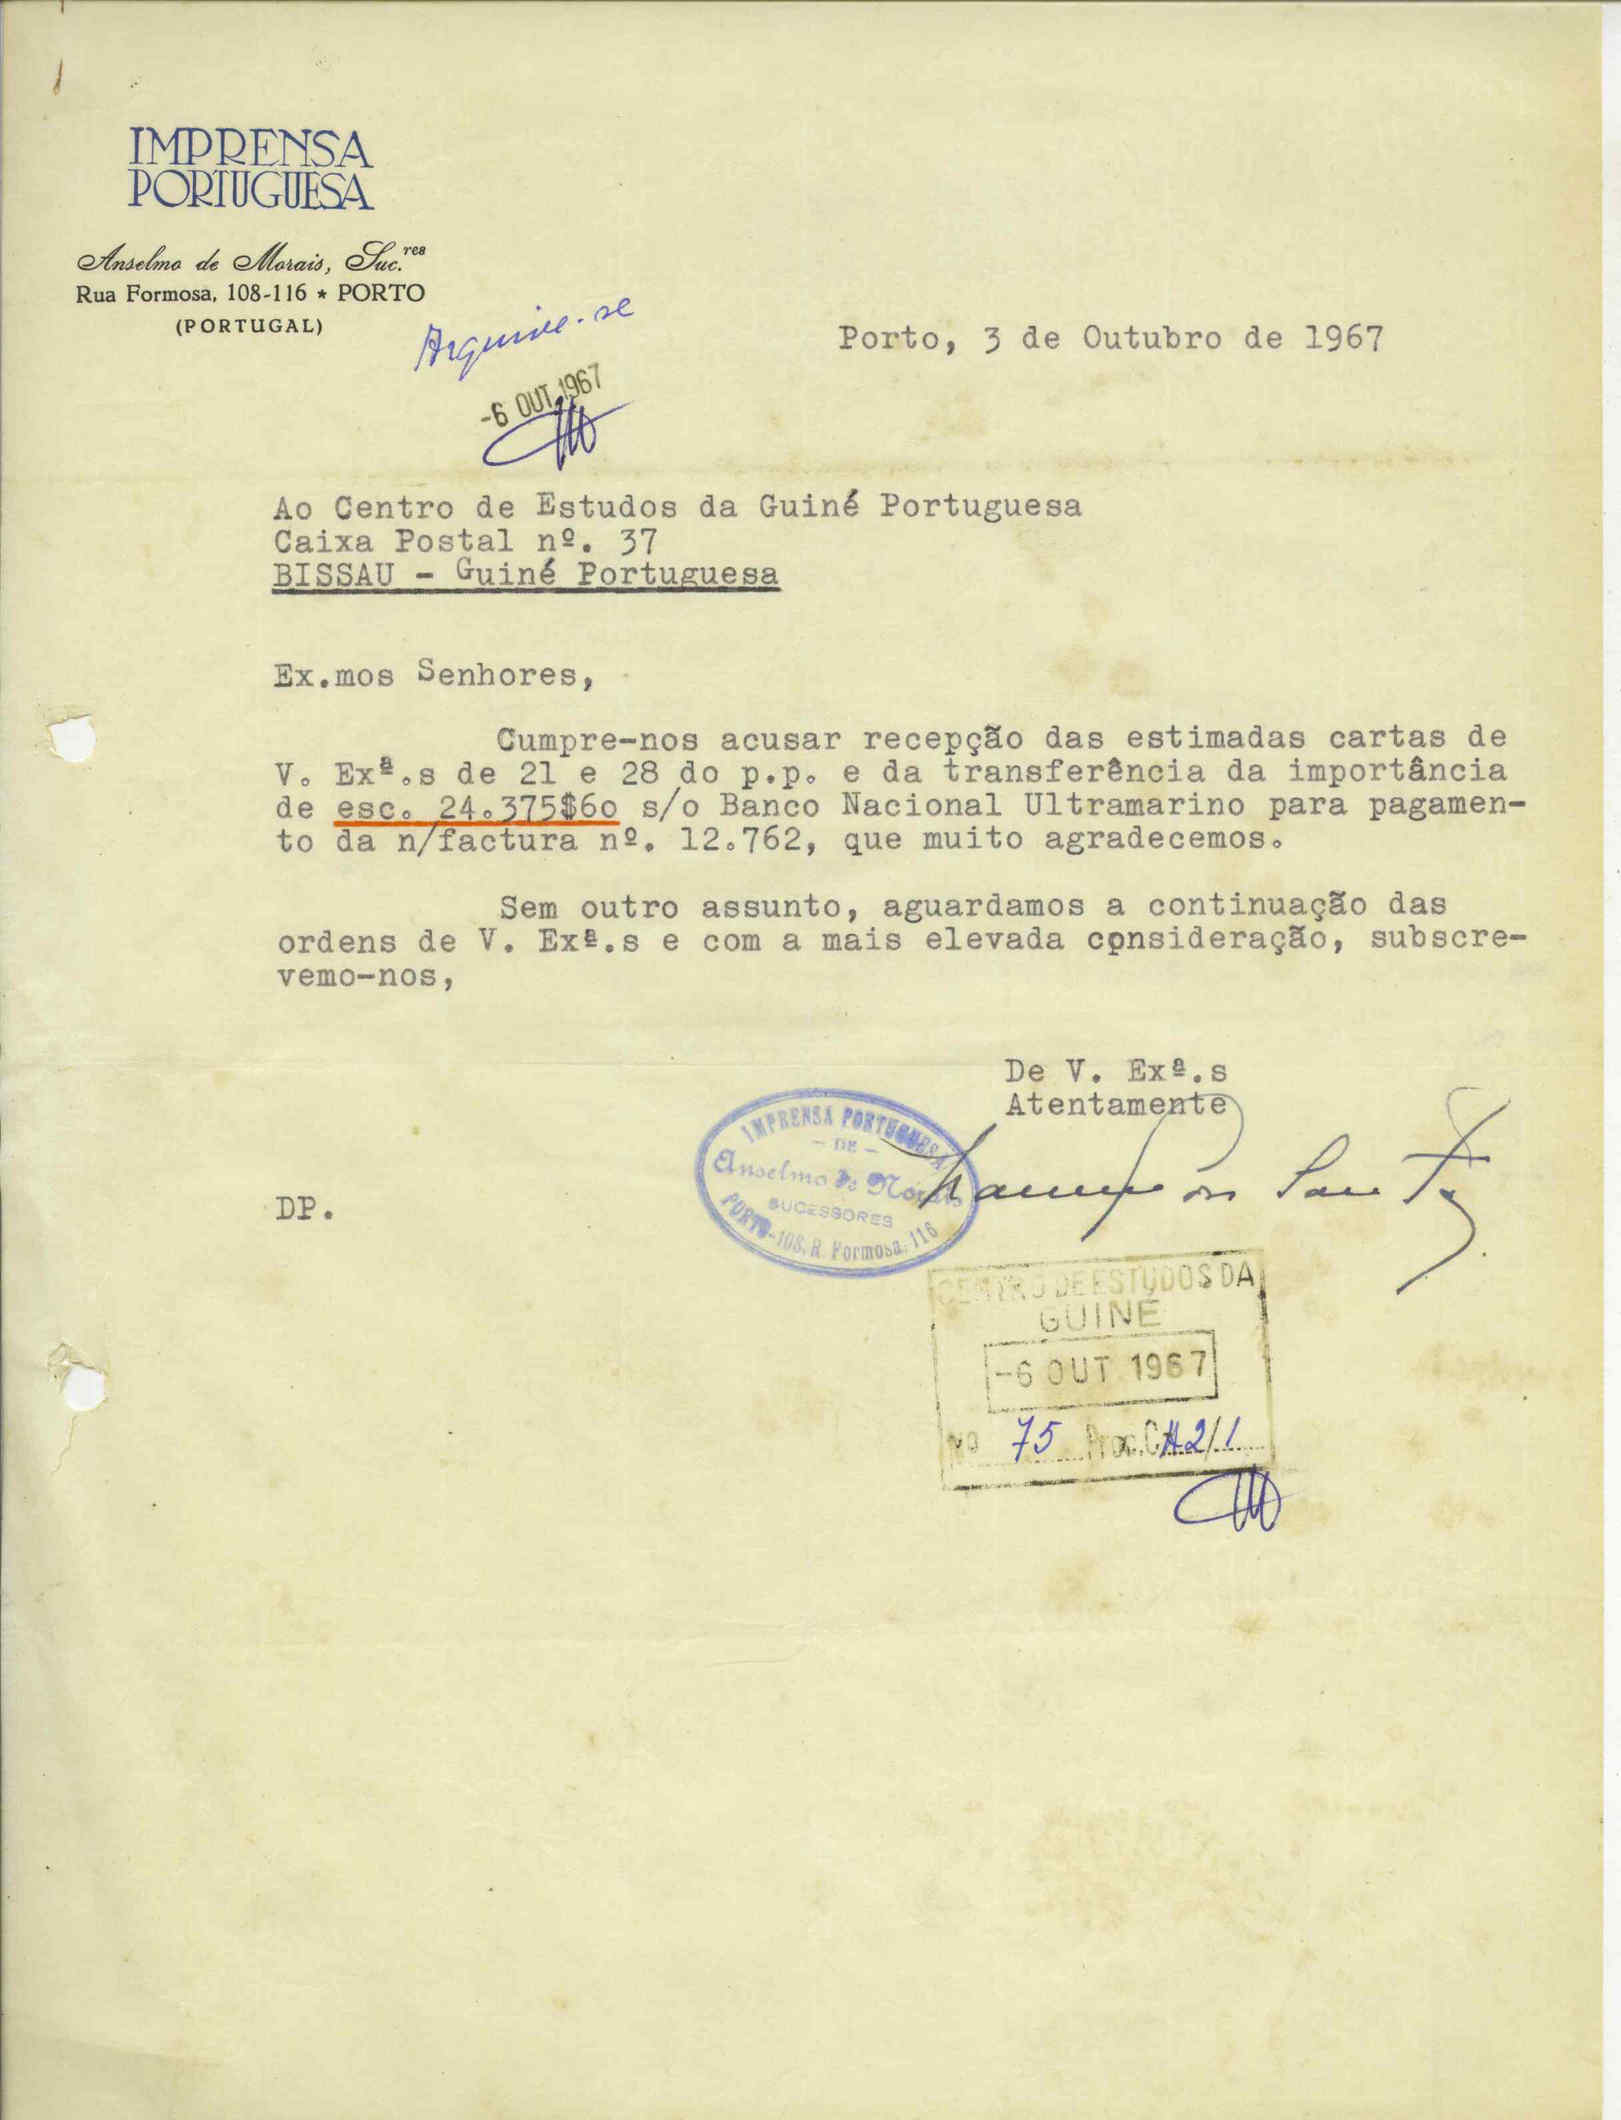 IMPRENSA
PORTUGUESA
Anselmo de Morais, Suc.res
Rua Formosa, 108-116 * PORTO
(PORTUGAL)
Arquive-se
-6 OUT. 1967
Porto, 3 de Outubro de 1967
Ao Centro de Estudos da Guiné Portuguesa
Caixa Postal nº. 37
BISSAU - Guiné Portuguesa
Ex.mos Senhores,
Cumpre-nos acusar recepção das estimadas cartas de
V. Exª.s de 21 e 28 do p.p. e da transferência da importância
de esc. 24.375$6o s/o Banco Nacional Ultramarino para pagamen-
to da n/factura nº. 12.762, que muito agradecemos.
Sem outro assunto, aguardamos a continuação das
ordens de V. Exª.s e com a mais elevada consideração, subscre-
vemo-nos,
De V. Exª.s
Atentamente
IMPRENSA PORTUGUESA
- DE -
Anselmo de Morais
SUCESSORES
PORTO-108, R. Formosa, 116
DP.
CENTRO DE ESTUDOS DA
GUINÉ
-6 OUT 1967
Nº 75 Proc.